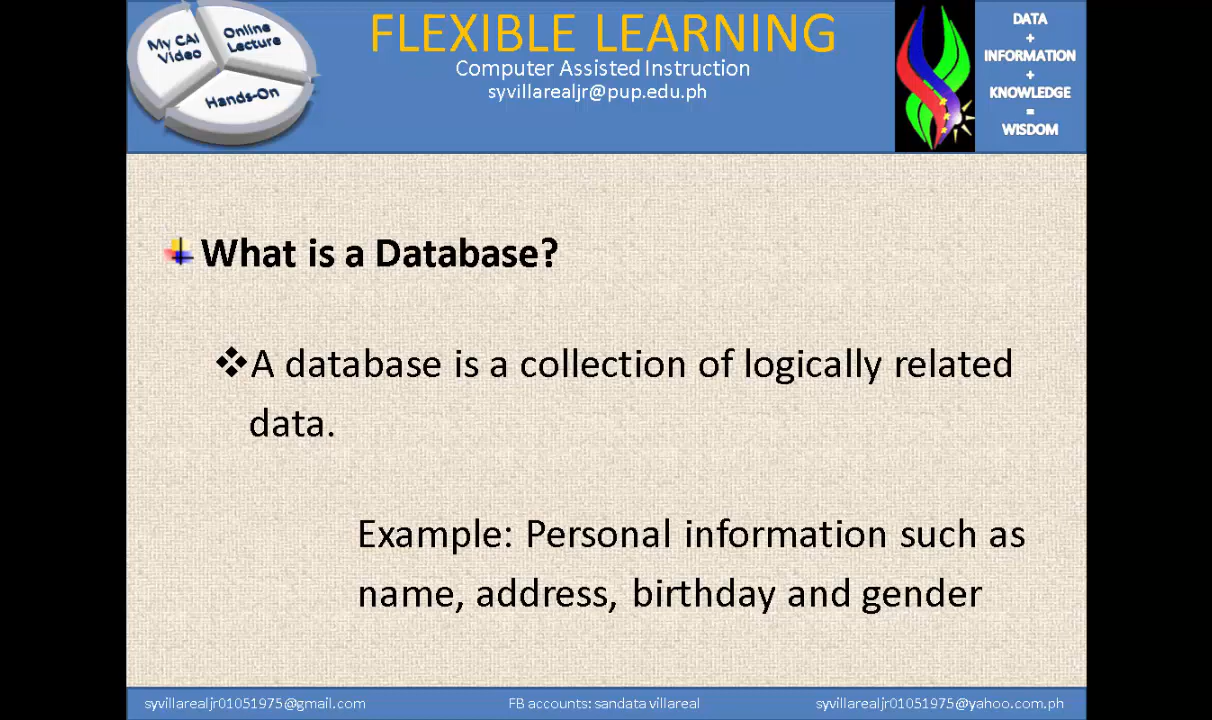 My CAI
Video
Online
Lecture
Hands-On
FLEXIBLE LEARNING
Computer Assisted Instruction
syvillarealjr@pup.edu.ph
DATA
+
INFORMATION
+
KNOWLEDGE
=
WISDOM
What is a Database?
A database is a collection of logically related
data.
Example: Personal information such as
name, address, birthday and gender
syvillarealjr01051975@gmail.com
FB accounts: sandata villareal
syvillarealjr01051975@yahoo.com.ph